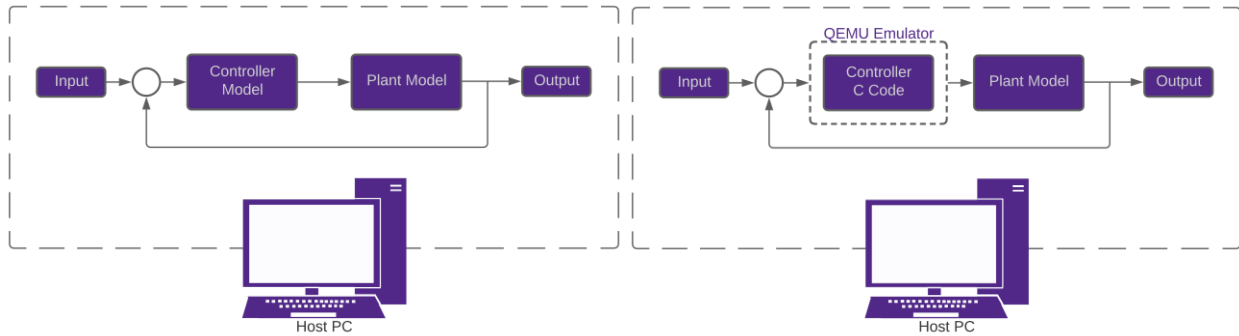 Input
Controller
Model
Plant Model
Output
Host PC
QEMU Emulator
Input
Controller
C Code
Plant Model
Output
Host PC